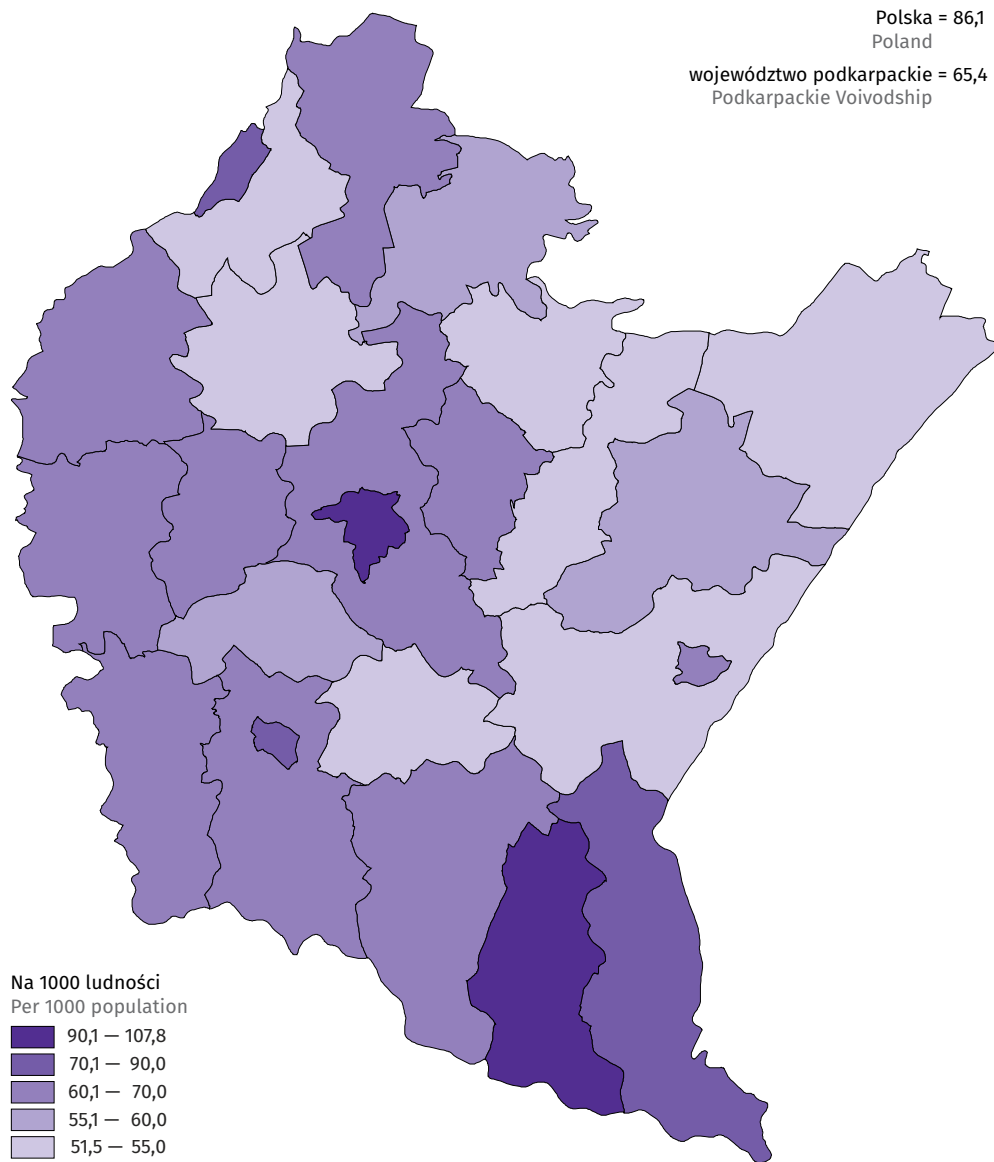 Polska = 86,1
Poland
województwo podkarpackie = 65,4
Podkarpackie Voivodship
Na 1000 ludności
Per 1000 population
90,1 — 107,8
70,1 — 90,0
60,1 — 70,0
55,1 — 60,0
51,5 — 55,0